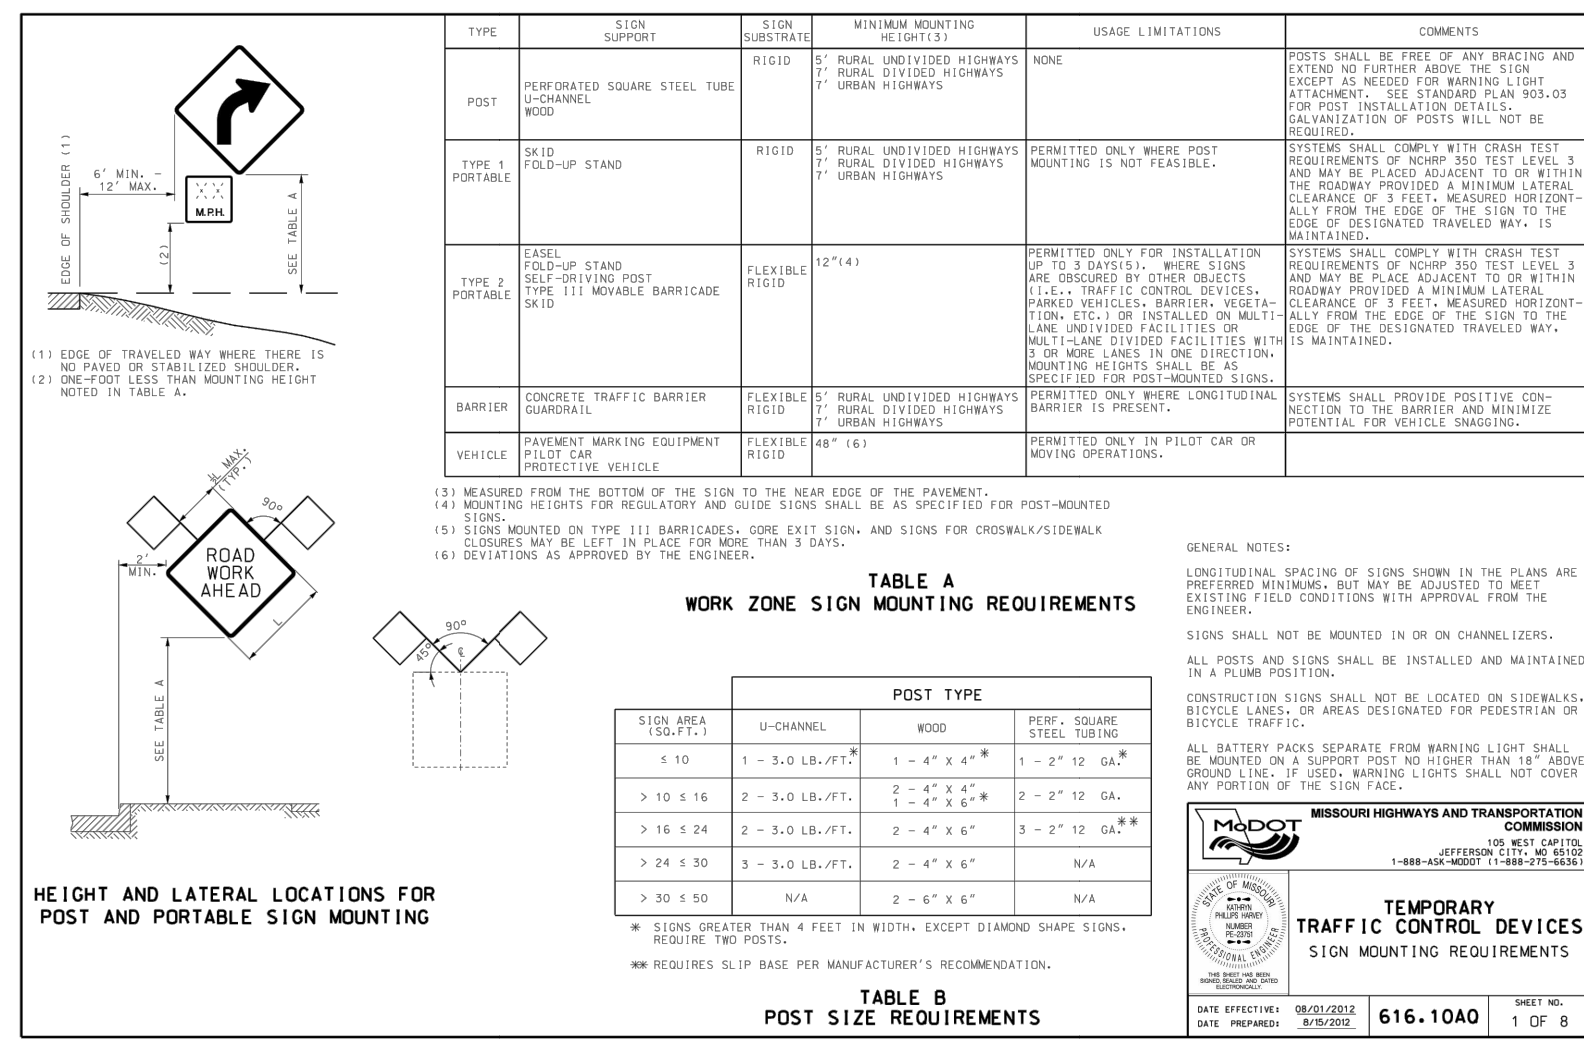 EDGE OF SHOULDER (1)
6' MIN. -
12' MAX.
M.P.H.
(2)
SEE TABLE A
(1) EDGE OF TRAVELED WAY WHERE THERE IS
NO PAVED OR STABILIZED SHOULDER.
(2) ONE-FOOT LESS THAN MOUNTING HEIGHT
NOTED IN TABLE A.
½L MAX.
(TYP.)
90°
2'
MIN.
ROAD
WORK
AHEAD
L
SEE TABLE A
90°
45°
℄
HEIGHT AND LATERAL LOCATIONS FOR
POST AND PORTABLE SIGN MOUNTING
TYPE
SIGN
SUPPORT
SIGN
SUBSTRATE
MINIMUM MOUNTING
HEIGHT(3)
USAGE LIMITATIONS
COMMENTS
POST
PERFORATED SQUARE STEEL TUBE
U-CHANNEL
WOOD
RIGID
5' RURAL UNDIVIDED HIGHWAYS
7' RURAL DIVIDED HIGHWAYS
7' URBAN HIGHWAYS
NONE
POSTS SHALL BE FREE OF ANY BRACING AND
EXTEND NO FURTHER ABOVE THE SIGN
EXCEPT AS NEEDED FOR WARNING LIGHT
ATTACHMENT. SEE STANDARD PLAN 903.03
FOR POST INSTALLATION DETAILS.
GALVANIZATION OF POSTS WILL NOT BE
REQUIRED.
TYPE 1
PORTABLE
SKID
FOLD-UP STAND
RIGID
5' RURAL UNDIVIDED HIGHWAYS
7' RURAL DIVIDED HIGHWAYS
7' URBAN HIGHWAYS
PERMITTED ONLY WHERE POST
MOUNTING IS NOT FEASIBLE.
SYSTEMS SHALL COMPLY WITH CRASH TEST
REQUIREMENTS OF NCHRP 350 TEST LEVEL 3
AND MAY BE PLACED ADJACENT TO OR WITHIN
THE ROADWAY PROVIDED A MINIMUM LATERAL
CLEARANCE OF 3 FEET, MEASURED HORIZONT-
ALLY FROM THE EDGE OF THE SIGN TO THE
EDGE OF DESIGNATED TRAVELED WAY, IS
MAINTAINED.
TYPE 2
PORTABLE
EASEL
FOLD-UP STAND
SELF-DRIVING POST
TYPE III MOVABLE BARRICADE
SKID
FLEXIBLE
RIGID
12"(4)
PERMITTED ONLY FOR INSTALLATION
UP TO 3 DAYS(5). WHERE SIGNS
ARE OBSCURED BY OTHER OBJECTS
(I.E., TRAFFIC CONTROL DEVICES,
PARKED VEHICLES, BARRIER, VEGETA-
TION, ETC.) OR INSTALLED ON MULTI-
LANE UNDIVIDED FACILITIES OR
MULTI-LANE DIVIDED FACILITIES WITH
3 OR MORE LANES IN ONE DIRECTION,
MOUNTING HEIGHTS SHALL BE AS
SPECIFIED FOR POST-MOUNTED SIGNS.
SYSTEMS SHALL COMPLY WITH CRASH TEST
REQUIREMENTS OF NCHRP 350 TEST LEVEL 3
AND MAY BE PLACE ADJACENT TO OR WITHIN
ROADWAY PROVIDED A MINIMUM LATERAL
CLEARANCE OF 3 FEET, MEASURED HORIZONT-
ALLY FROM THE EDGE OF THE SIGN TO THE
EDGE OF THE DESIGNATED TRAVELED WAY,
IS MAINTAINED.
BARRIER
CONCRETE TRAFFIC BARRIER
GUARDRAIL
FLEXIBLE
RIGID
5' RURAL UNDIVIDED HIGHWAYS
7' RURAL DIVIDED HIGHWAYS
7' URBAN HIGHWAYS
PERMITTED ONLY WHERE LONGITUDINAL
BARRIER IS PRESENT.
SYSTEMS SHALL PROVIDE POSITIVE CON-
NECTION TO THE BARRIER AND MINIMIZE
POTENTIAL FOR VEHICLE SNAGGING.
VEHICLE
PAVEMENT MARKING EQUIPMENT
PILOT CAR
PROTECTIVE VEHICLE
FLEXIBLE
RIGID
48" (6)
PERMITTED ONLY IN PILOT CAR OR
MOVING OPERATIONS.
(3) MEASURED FROM THE BOTTOM OF THE SIGN TO THE NEAR EDGE OF THE PAVEMENT.
(4) MOUNTING HEIGHTS FOR REGULATORY AND GUIDE SIGNS SHALL BE AS SPECIFIED FOR POST-MOUNTED
SIGNS.
(5) SIGNS MOUNTED ON TYPE III BARRICADES, GORE EXIT SIGN, AND SIGNS FOR CROSWALK/SIDEWALK
CLOSURES MAY BE LEFT IN PLACE FOR MORE THAN 3 DAYS.
(6) DEVIATIONS AS APPROVED BY THE ENGINEER.
TABLE A
WORK ZONE SIGN MOUNTING REQUIREMENTS
POST TYPE
SIGN AREA
(SQ.FT.)
U-CHANNEL
WOOD
PERF. SQUARE
STEEL TUBING
≤ 10
1 - 3.0 LB./FT.*
1 - 4" X 4" *
1 - 2" 12 GA.*
> 10 ≤ 16
2 - 3.0 LB./FT.
2 - 4" X 4"
1 - 4" X 6" *
2 - 2" 12 GA.
> 16 ≤ 24
2 - 3.0 LB./FT.
2 - 4" X 6"
3 - 2" 12 GA.**
> 24 ≤ 30
3 - 3.0 LB./FT.
2 - 4" X 6"
N/A
> 30 ≤ 50
N/A
2 - 6" X 6"
N/A
* SIGNS GREATER THAN 4 FEET IN WIDTH, EXCEPT DIAMOND SHAPE SIGNS,
REQUIRE TWO POSTS.
** REQUIRES SLIP BASE PER MANUFACTURER'S RECOMMENDATION.
TABLE B
POST SIZE REQUIREMENTS
GENERAL NOTES:
LONGITUDINAL SPACING OF SIGNS SHOWN IN THE PLANS ARE
PREFERRED MINIMUMS, BUT MAY BE ADJUSTED TO MEET
EXISTING FIELD CONDITIONS WITH APPROVAL FROM THE
ENGINEER.
SIGNS SHALL NOT BE MOUNTED IN OR ON CHANNELIZERS.
ALL POSTS AND SIGNS SHALL BE INSTALLED AND MAINTAINED
IN A PLUMB POSITION.
CONSTRUCTION SIGNS SHALL NOT BE LOCATED ON SIDEWALKS,
BICYCLE LANES, OR AREAS DESIGNATED FOR PEDESTRIAN OR
BICYCLE TRAFFIC.
ALL BATTERY PACKS SEPARATE FROM WARNING LIGHT SHALL
BE MOUNTED ON A SUPPORT POST NO HIGHER THAN 18" ABOVE
GROUND LINE. IF USED, WARNING LIGHTS SHALL NOT COVER
ANY PORTION OF THE SIGN FACE.
MoDOT
MISSOURI HIGHWAYS AND TRANSPORTATION
COMMISSION
105 WEST CAPITOL
JEFFERSON CITY, MO 65102
1-888-ASK-MODOT (1-888-275-6636)
STATE OF MISSOURI
KATHRYN
PHILLIPS HARVEY
NUMBER
PE-23751
PROFESSIONAL ENGINEER
THIS SHEET HAS BEEN
SIGNED, SEALED AND DATED
ELECTRONICALLY.
TEMPORARY
TRAFFIC CONTROL DEVICES
SIGN MOUNTING REQUIREMENTS
DATE EFFECTIVE: 08/01/2012
DATE PREPARED: 8/15/2012
616.10AQ
SHEET NO.
1 OF 8